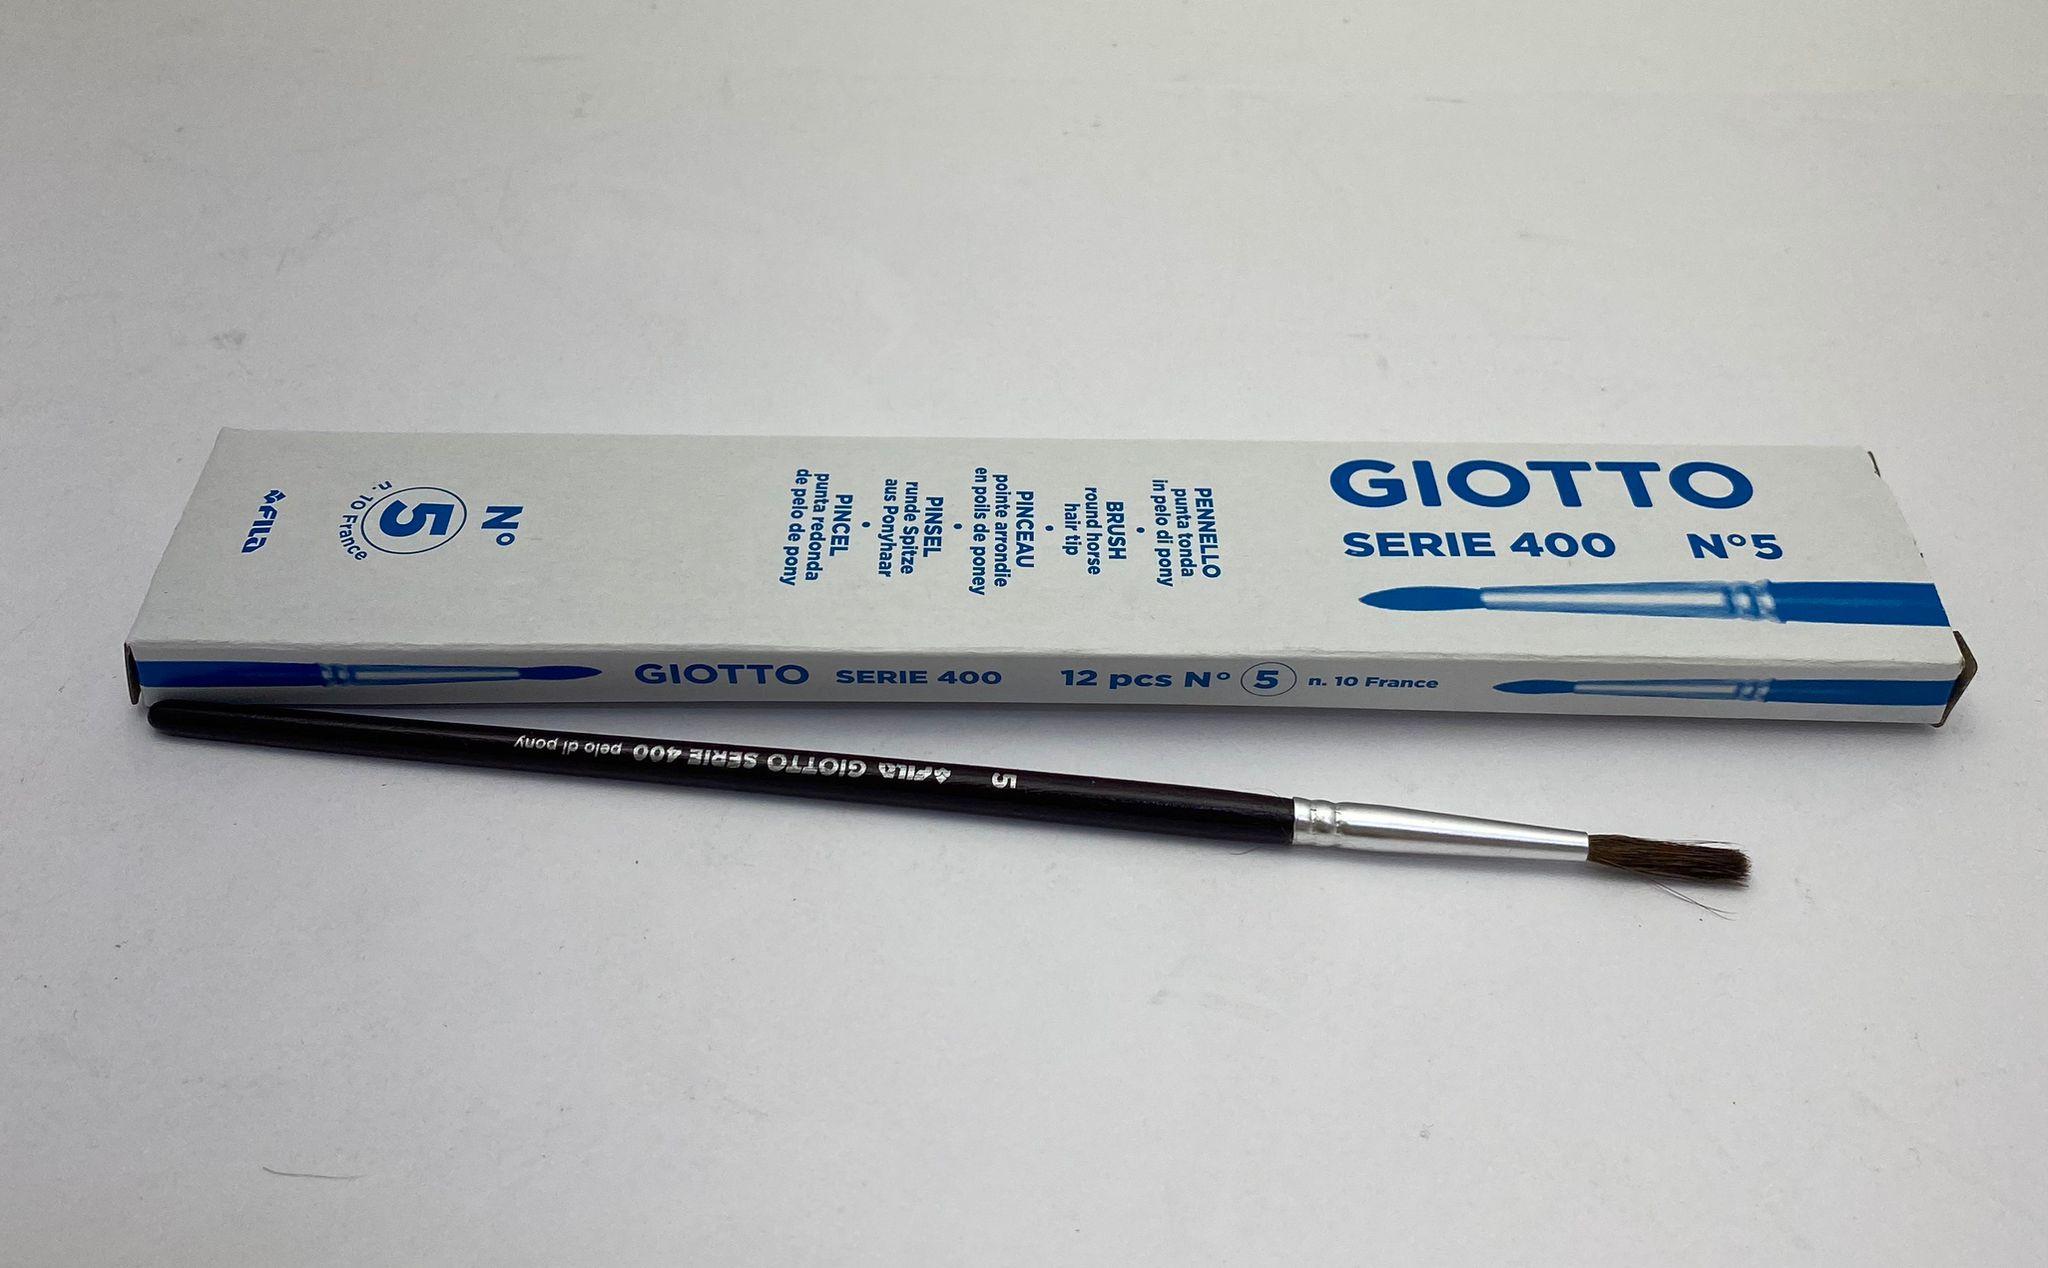 GIOTTO
SERIE 400 N°5
PENNELLO
punta tonda
in pelo di pony
•
BRUSH
round horse
hair tip
•
PINCEAU
pointe arrondie
en poils de poney
•
PINSEL
runde Spitze
aus Ponyhaar
•
PINCEL
punta redonda
de pelo de pony
N°
5
n. 10 France
FILA
GIOTTO SERIE 400 12 pcs N° 5 n. 10 France
5 FILA GIOTTO SERIE 400 pelo di pony